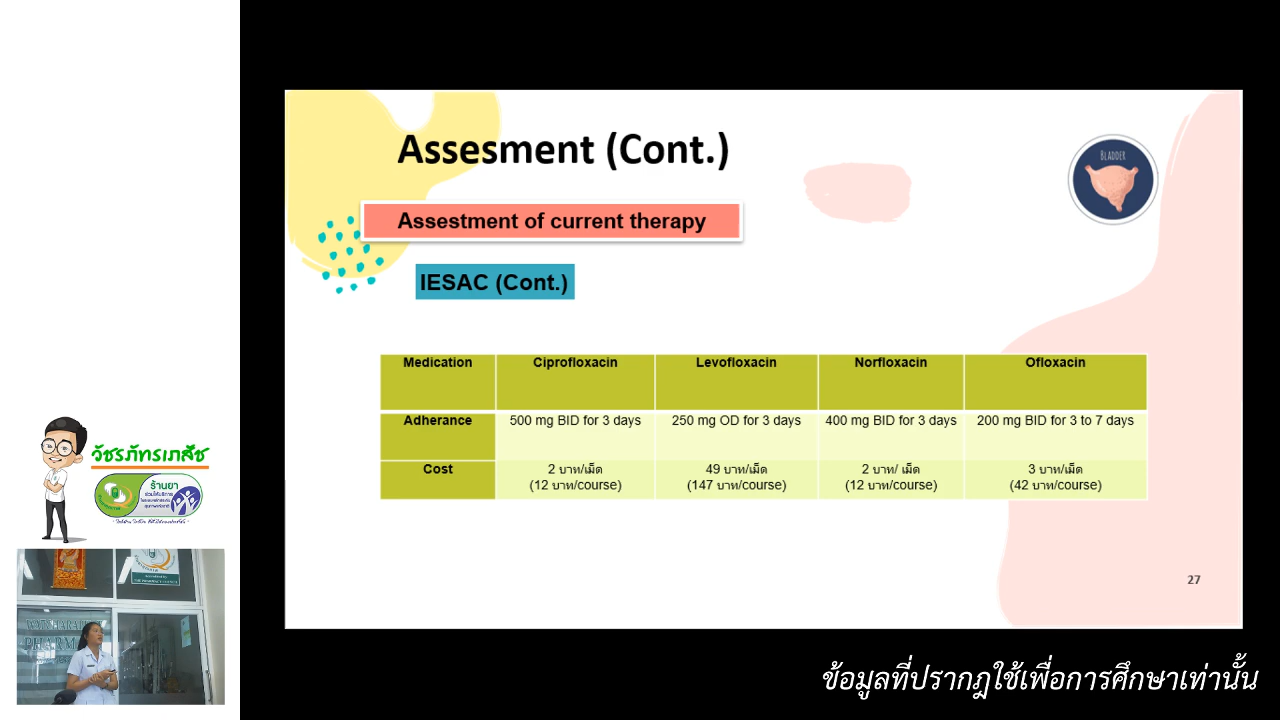 Assesment (Cont.)
BLADDER
Assestment of current therapy
IESAC (Cont.)
Medication Ciprofloxacin Levofloxacin Norfloxacin Ofloxacin
Adherance 500 mg BID for 3 days 250 mg OD for 3 days 400 mg BID for 3 days 200 mg BID for 3 to 7 days
Cost 2 บาท/เม็ด 49 บาท/เม็ด 2 บาท/ เม็ด 3 บาท/เม็ด
(12 บาท/course) (147 บาท/course) (12 บาท/course) (42 บาท/course)
27
วัชรภัทรเภสัช
ร้านยา
ข้อมูลที่ปรากฎใช้เพื่อการศึกษาเท่านั้น